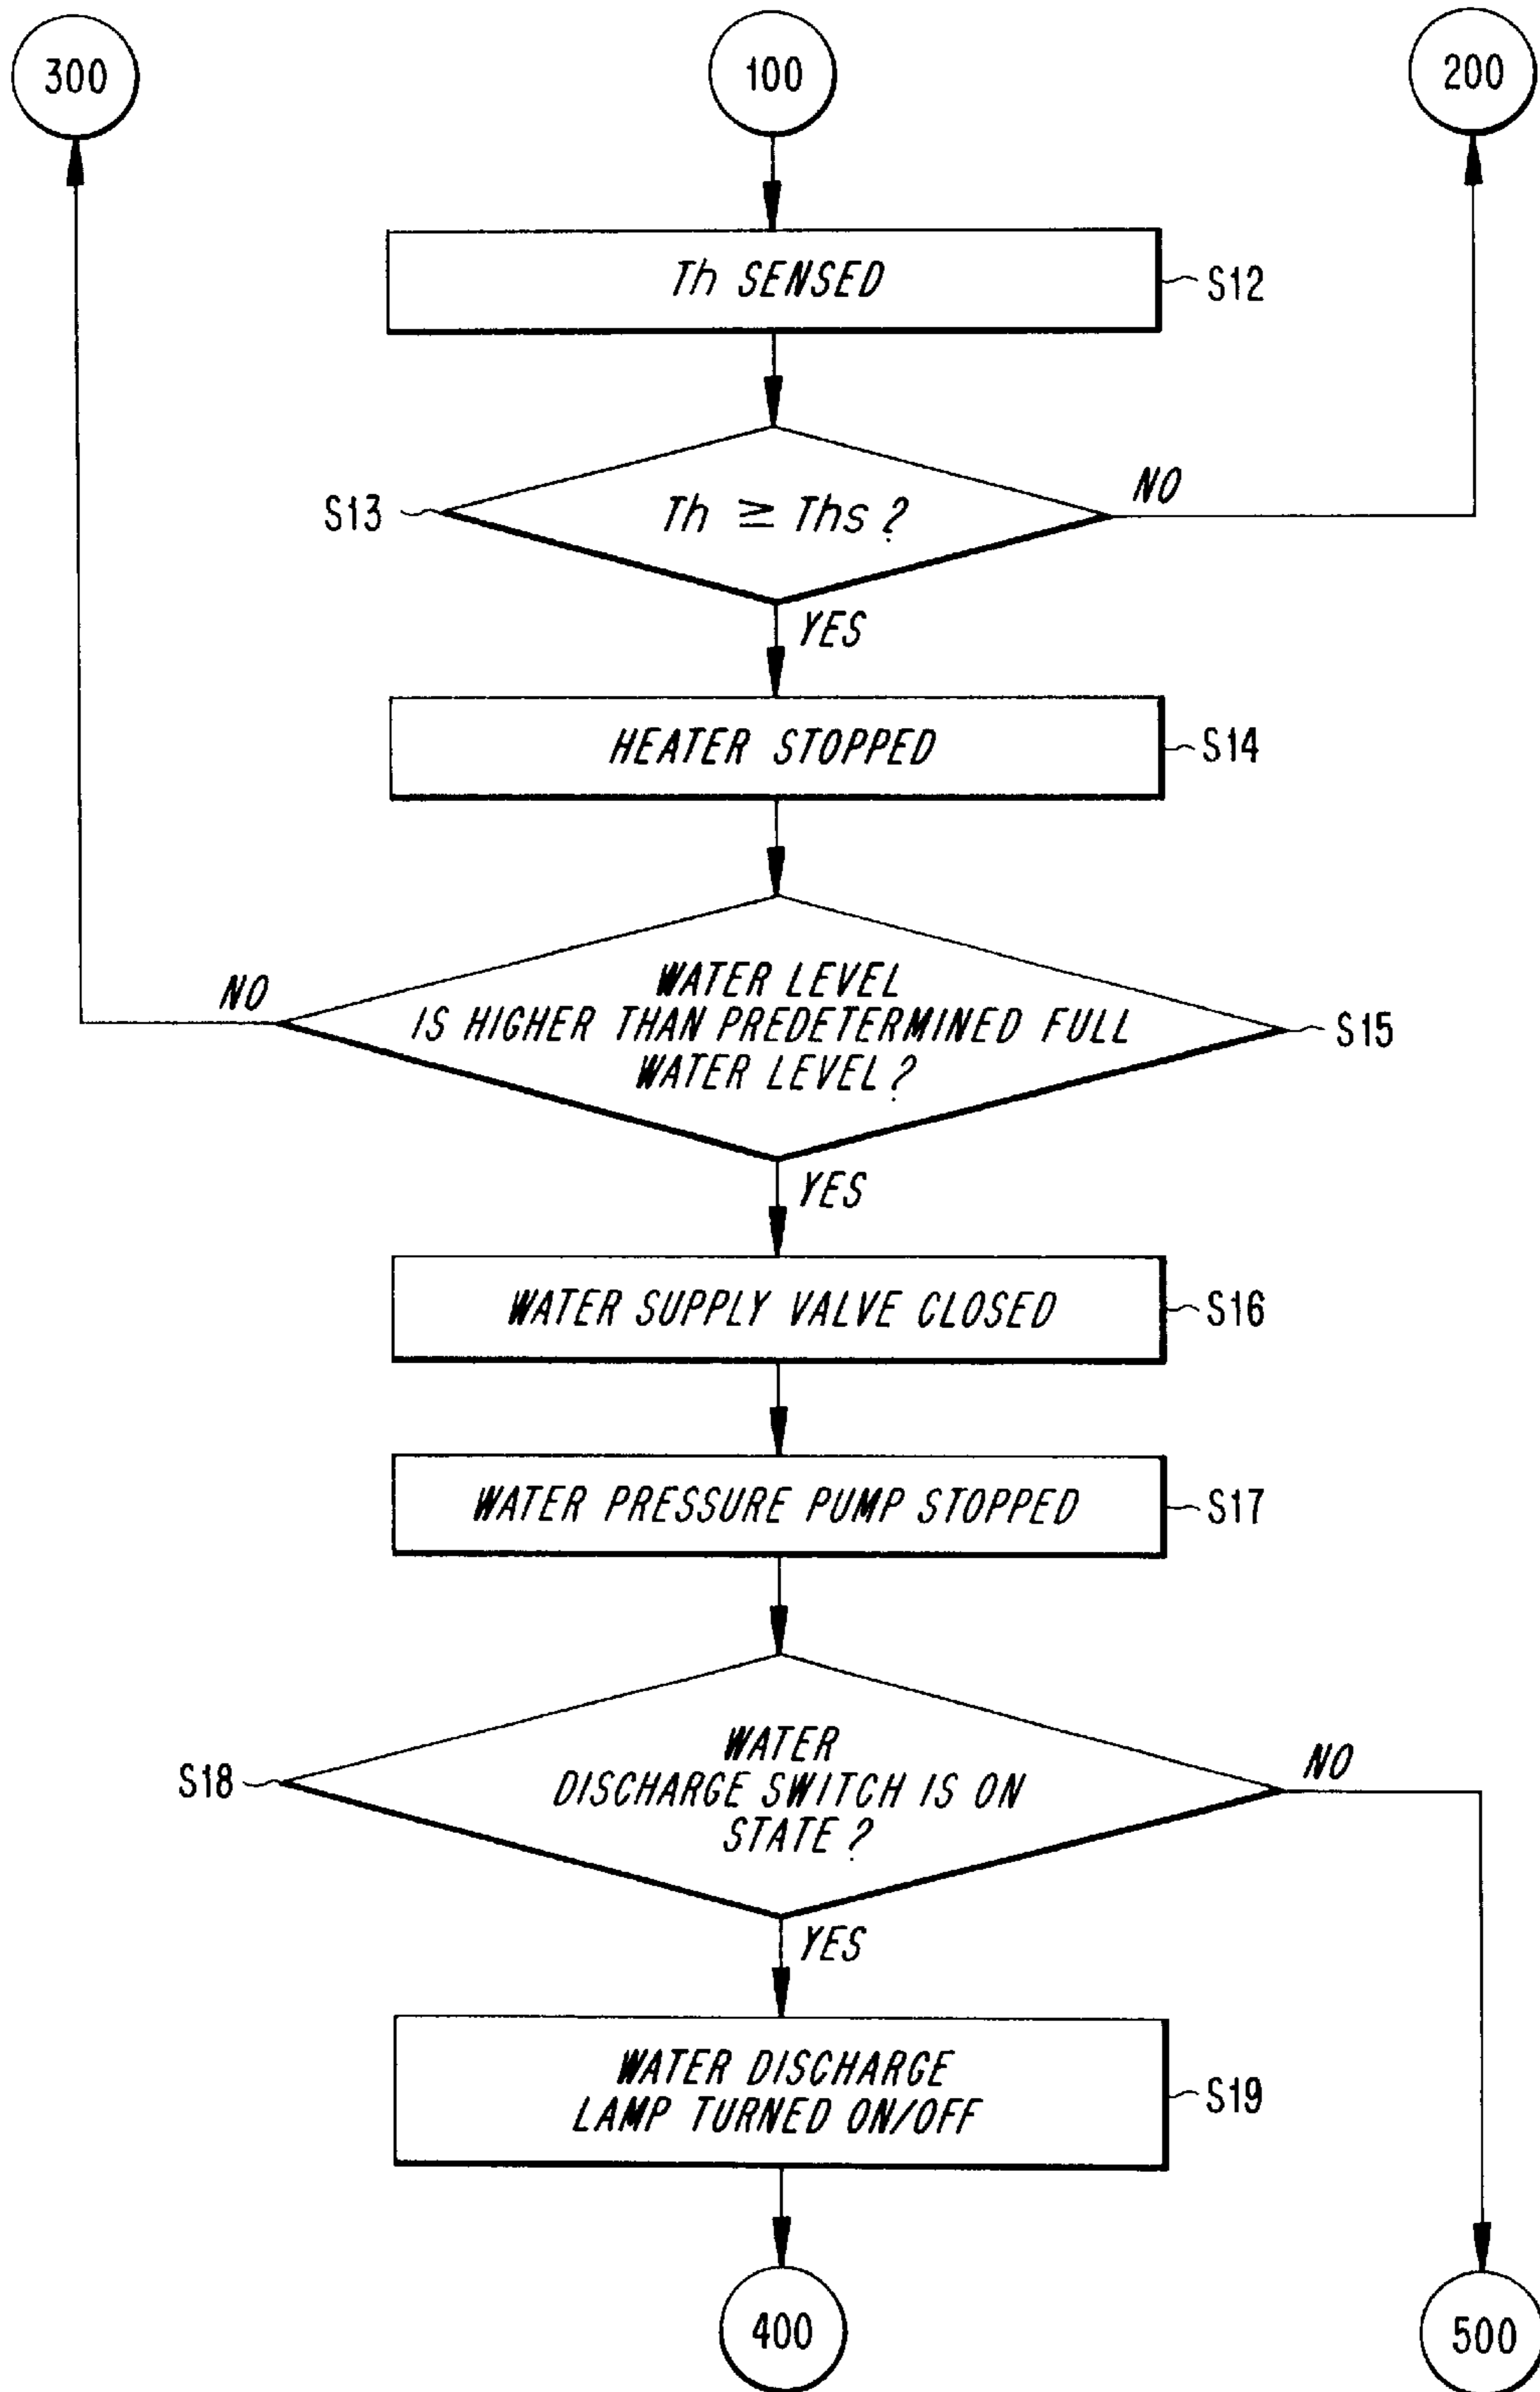 300
100
200
Th SENSED
S12
S13
Th ≧ Ths ?
NO
YES
HEATER STOPPED
S14
NO
WATER LEVEL
IS HIGHER THAN PREDETERMINED FULL
WATER LEVEL ?
S15
YES
WATER SUPPLY VALVE CLOSED
S16
WATER PRESSURE PUMP STOPPED
S17
S18
WATER
DISCHARGE SWITCH IS ON
STATE ?
NO
YES
WATER DISCHARGE
LAMP TURNED ON/OFF
S19
400
500